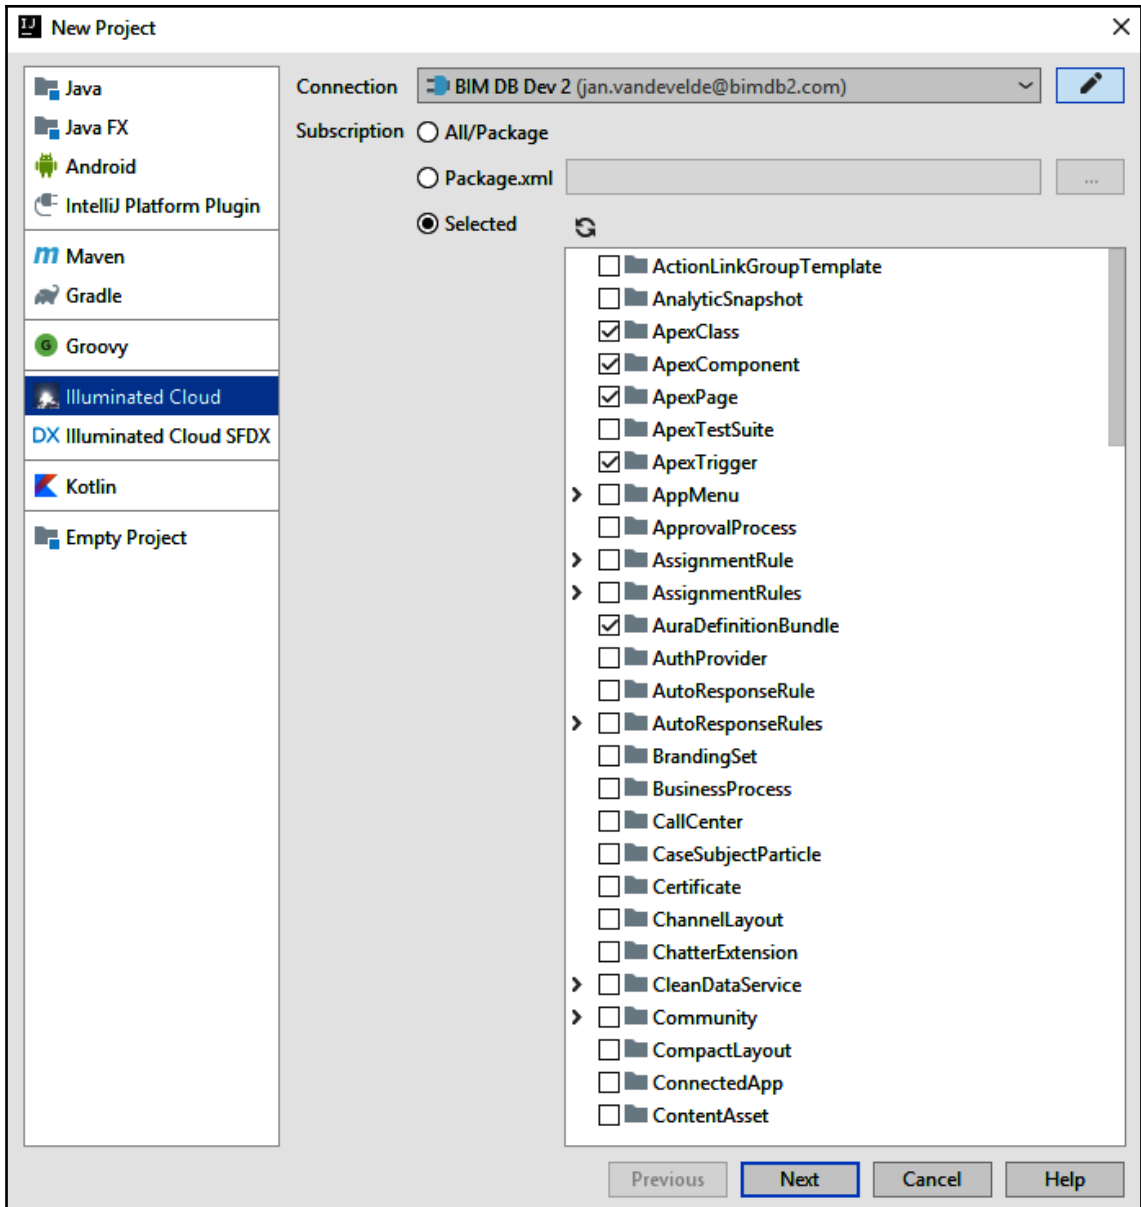 New Project
Java
Java FX
Android
IntelliJ Platform Plugin
Maven
Gradle
Groovy
Illuminated Cloud
DX Illuminated Cloud SFDX
Kotlin
Empty Project
Connection BIM DB Dev 2 (jan.vandevelde@bimdb2.com)
Subscription All/Package
Package.xml ...
Selected
ActionLinkGroupTemplate
AnalyticSnapshot
ApexClass
ApexComponent
ApexPage
ApexTestSuite
ApexTrigger
AppMenu
ApprovalProcess
AssignmentRule
AssignmentRules
AuraDefinitionBundle
AuthProvider
AutoResponseRule
AutoResponseRules
BrandingSet
BusinessProcess
CallCenter
CaseSubjectParticle
Certificate
ChannelLayout
ChatterExtension
CleanDataService
Community
CompactLayout
ConnectedApp
ContentAsset
Previous Next Cancel Help